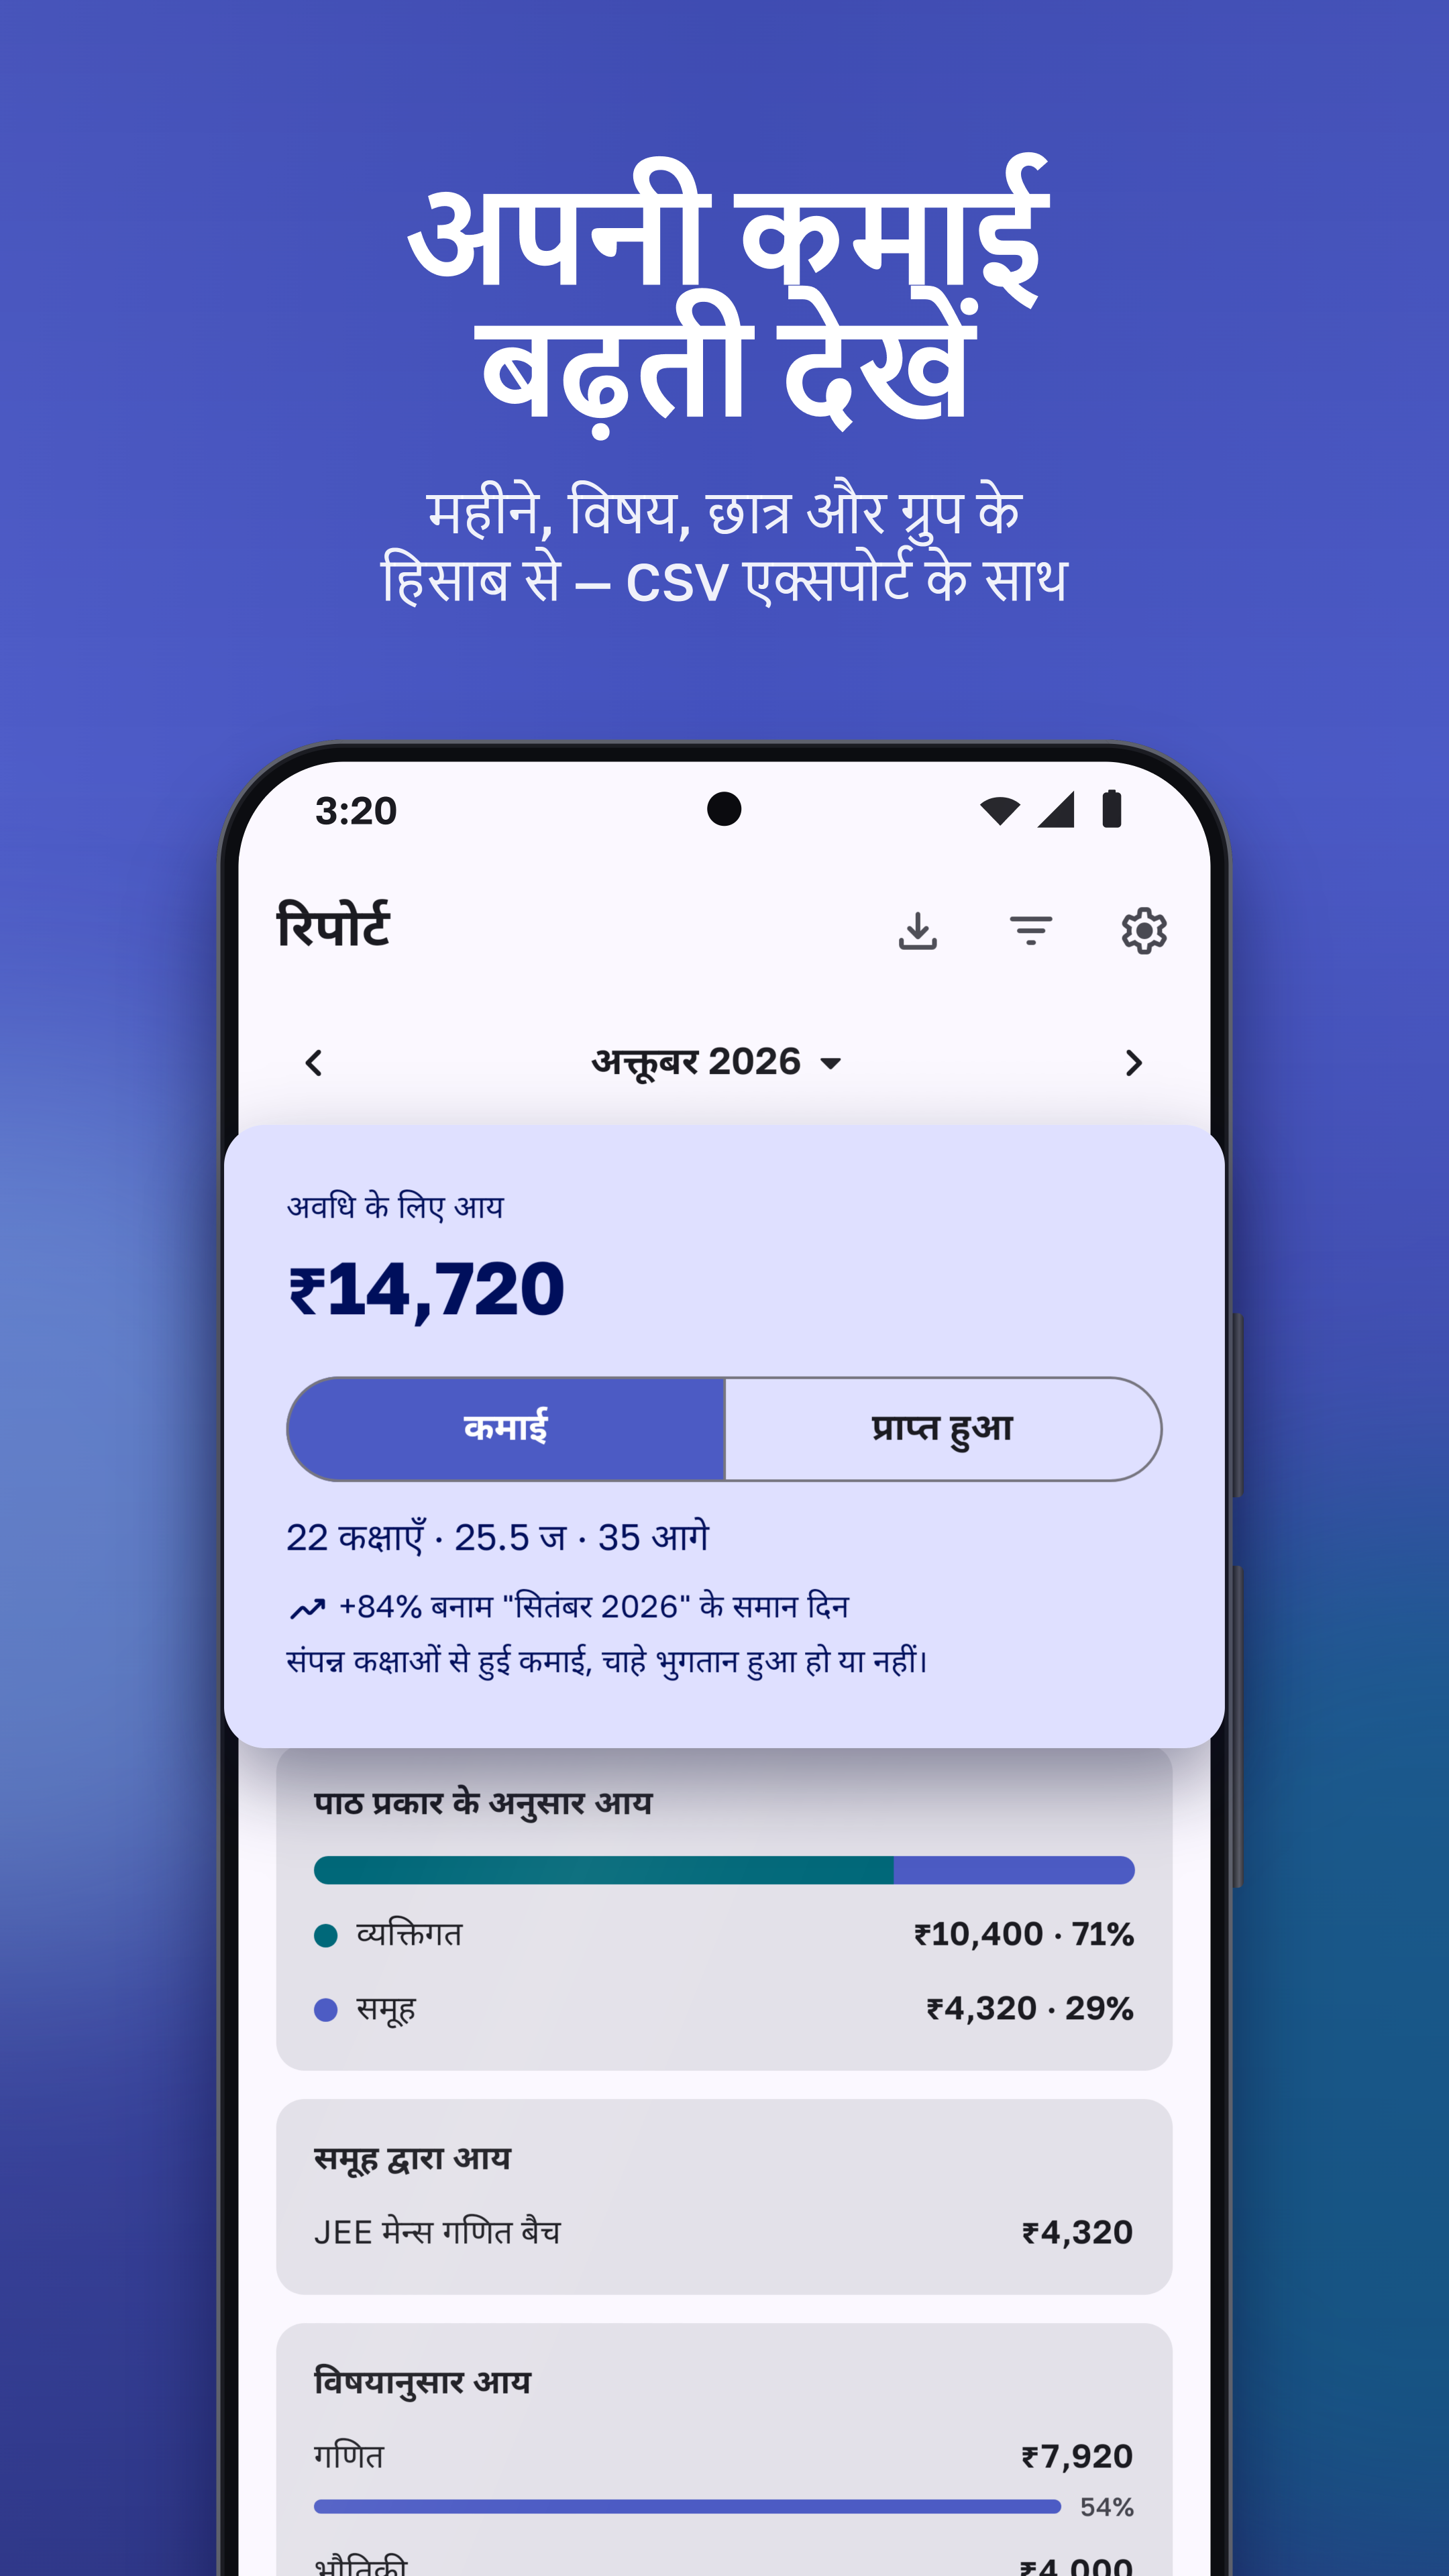 अपनी कमाई
बढ़ती देखें
महीने, विषय, छात्र और ग्रुप के
हिसाब से – CSV एक्सपोर्ट के साथ
3:20
रिपोर्ट
अक्तूबर 2026
अवधि के लिए आय
₹14,720
कमाई
प्राप्त हुआ
22 कक्षाएँ · 25.5 ज · 35 आगे
+84% बनाम "सितंबर 2026" के समान दिन
संपन्न कक्षाओं से हुई कमाई, चाहे भुगतान हुआ हो या नहीं।
पाठ प्रकार के अनुसार आय
व्यक्तिगत ₹10,400 · 71%
समूह ₹4,320 · 29%
समूह द्वारा आय
JEE मेन्स गणित बैच ₹4,320
विषयानुसार आय
गणित ₹7,920
54%
भौतिकी ₹4,000